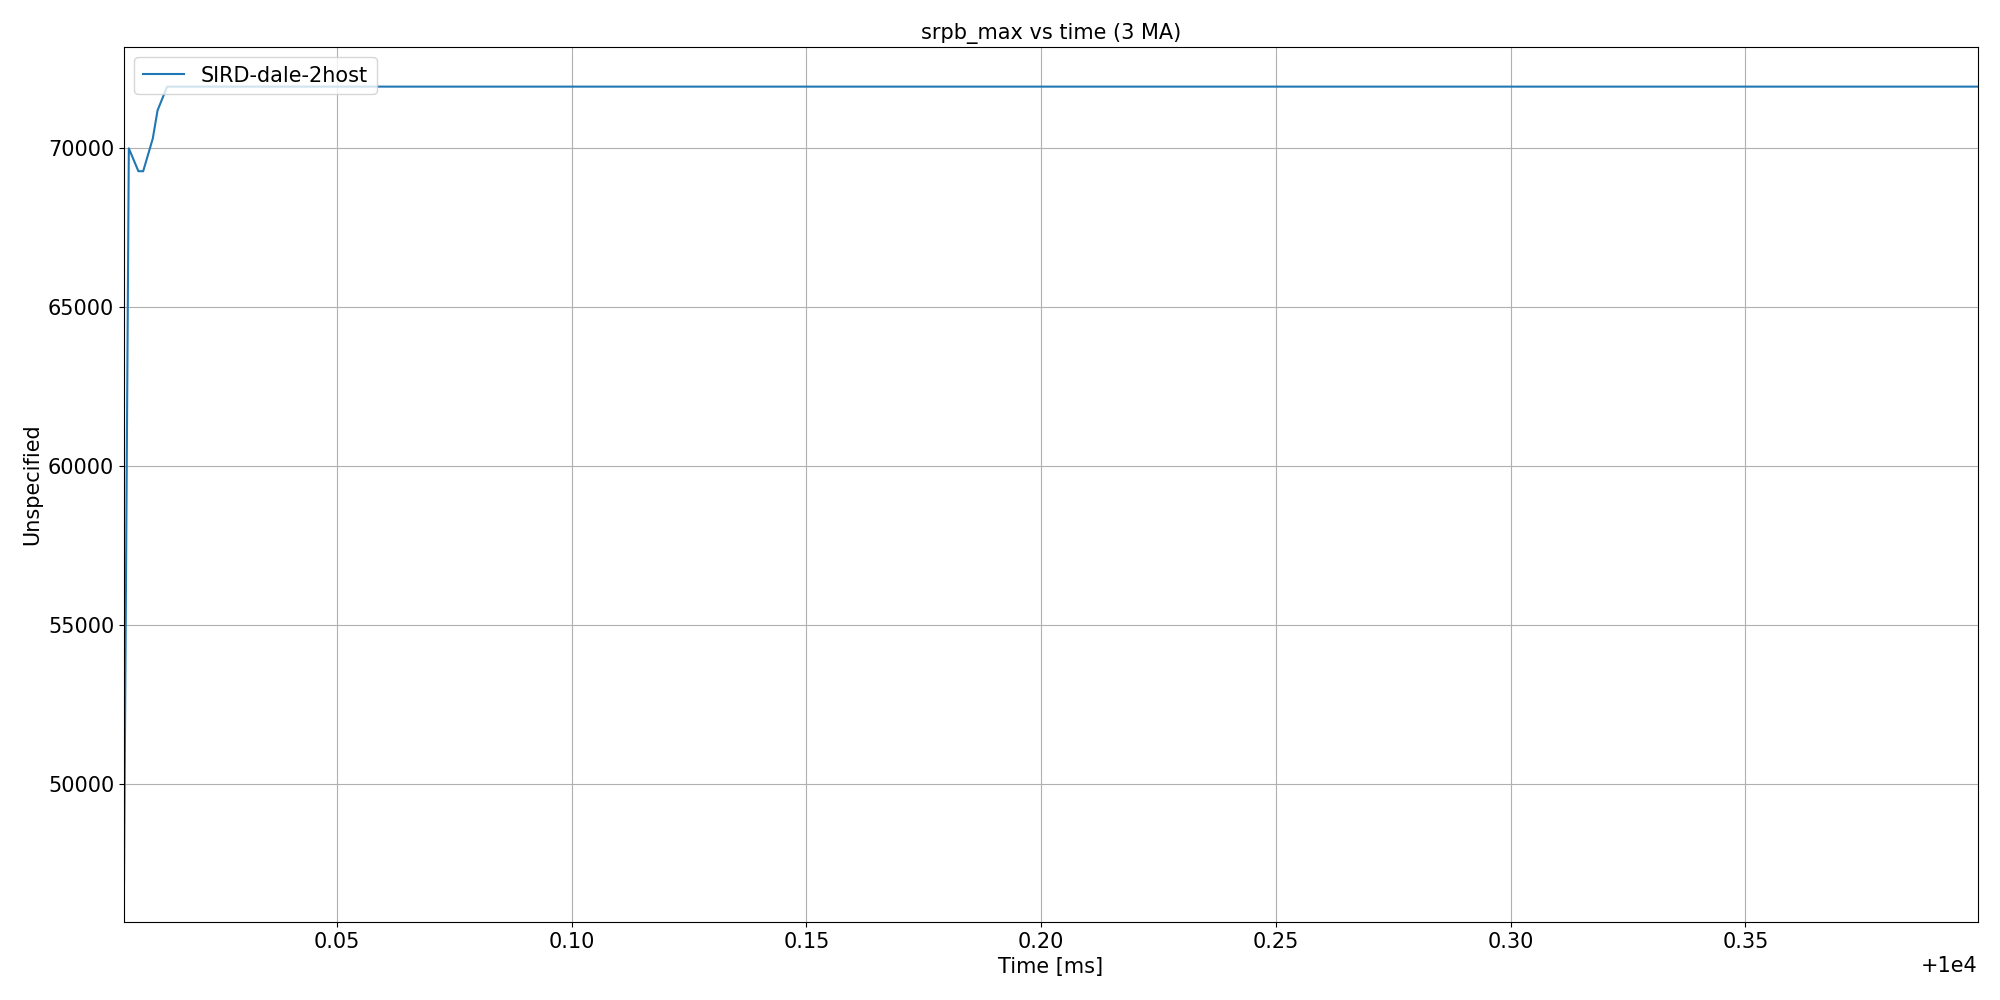 srpb_max vs time (3 MA)
SIRD-dale-2host
70000
65000
60000
55000
50000
Unspecified
0.05 0.10 0.15 0.20 0.25 0.30 0.35
Time [ms]
+1e4